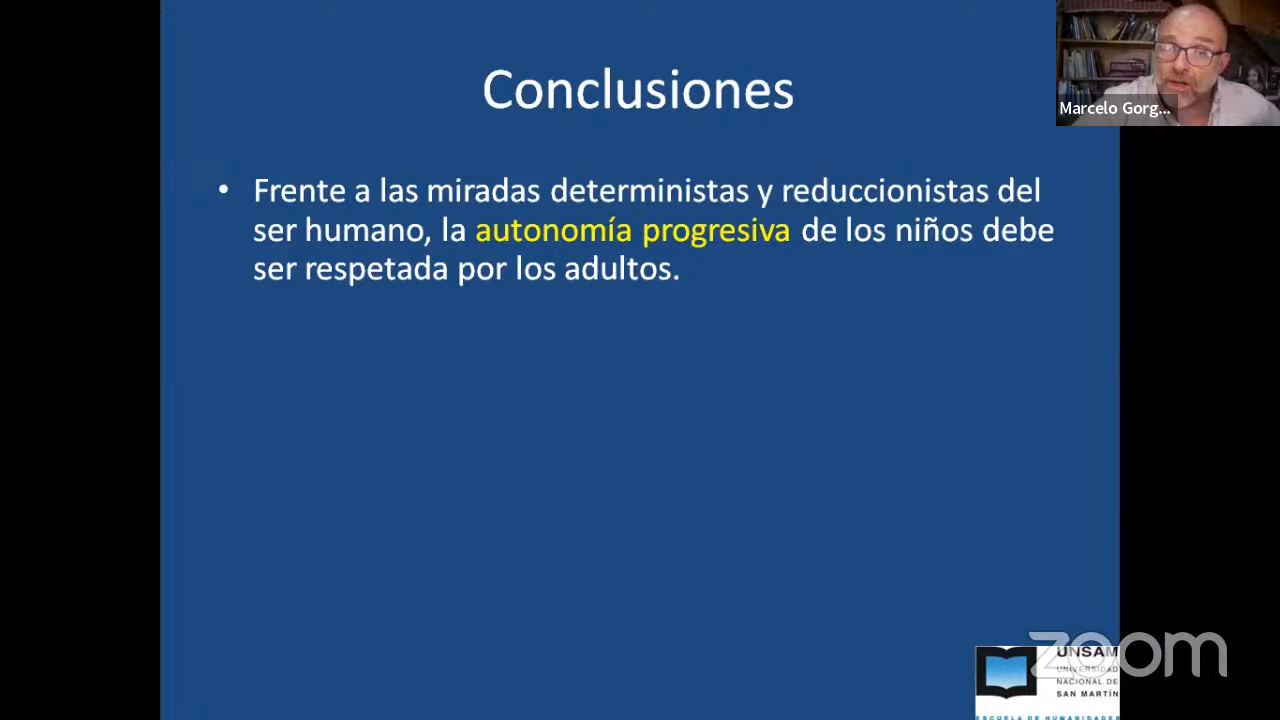 Conclusiones
Marcelo Gorg...
• Frente a las miradas deterministas y reduccionistas del
ser humano, la autonomía progresiva de los niños debe
ser respetada por los adultos.
zoom
UNSAM
UNIVERSIDAD
NACIONAL DE
SAN MARTÍN
ESCUELA DE HUMANIDADES